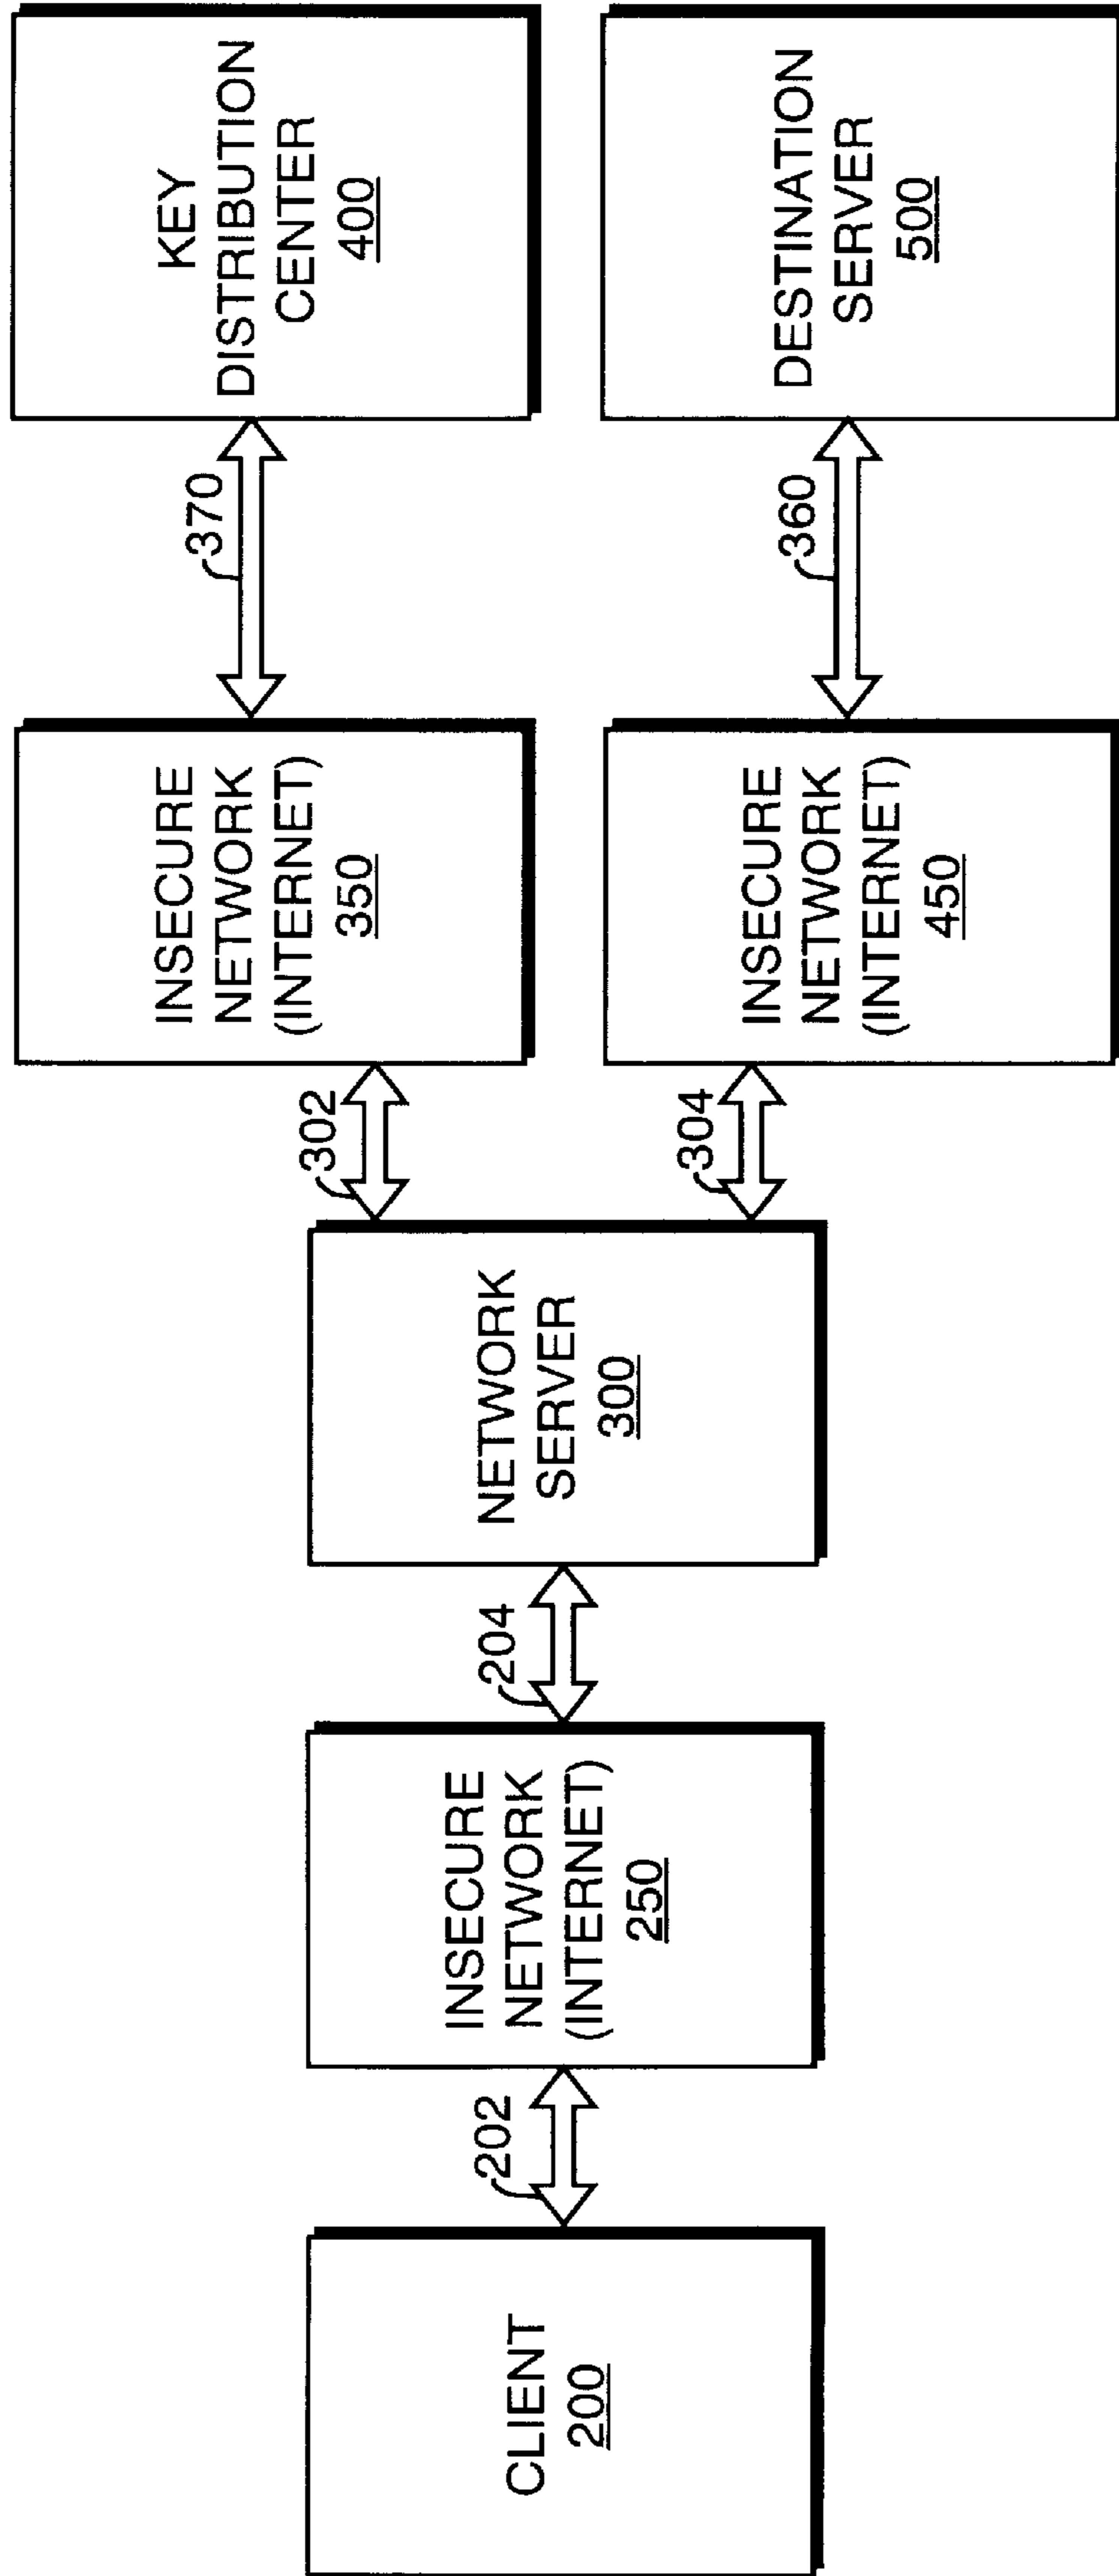 CLIENT
200
202
INSECURE
NETWORK
(INTERNET)
250
204
NETWORK
SERVER
300
302
INSECURE
NETWORK
(INTERNET)
350
370
KEY
DISTRIBUTION
CENTER
400
304
INSECURE
NETWORK
(INTERNET)
450
360
DESTINATION
SERVER
500